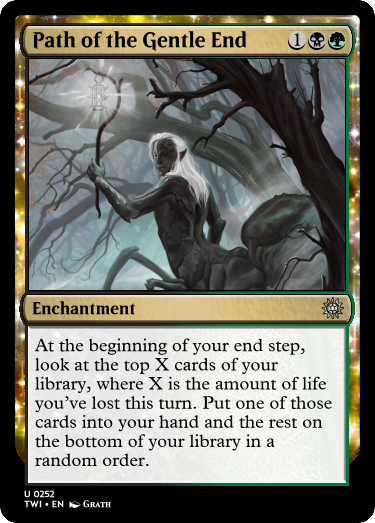 Path of the Gentle End 1
Enchantment
At the beginning of your end step,
look at the top X cards of your
library, where X is the amount of life
you've lost this turn. Put one of those
cards into your hand and the rest on
the bottom of your library in a
random order.
U 0252
TWI • EN GRATH